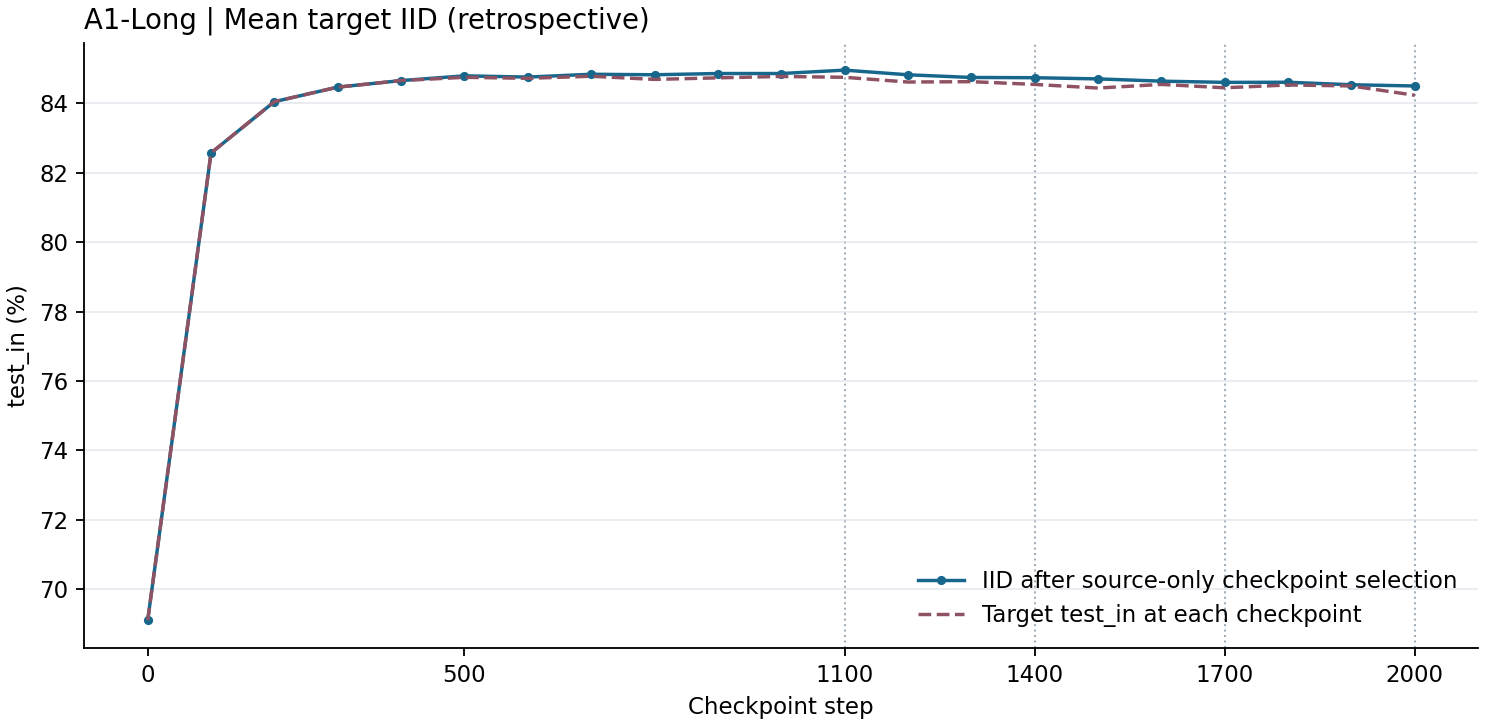 A1-Long | Mean target IID (retrospective)
test_in (%)
84
82
80
78
76
74
72
70
IID after source-only checkpoint selection
Target test_in at each checkpoint
0 500 1100 1400 1700 2000
Checkpoint step